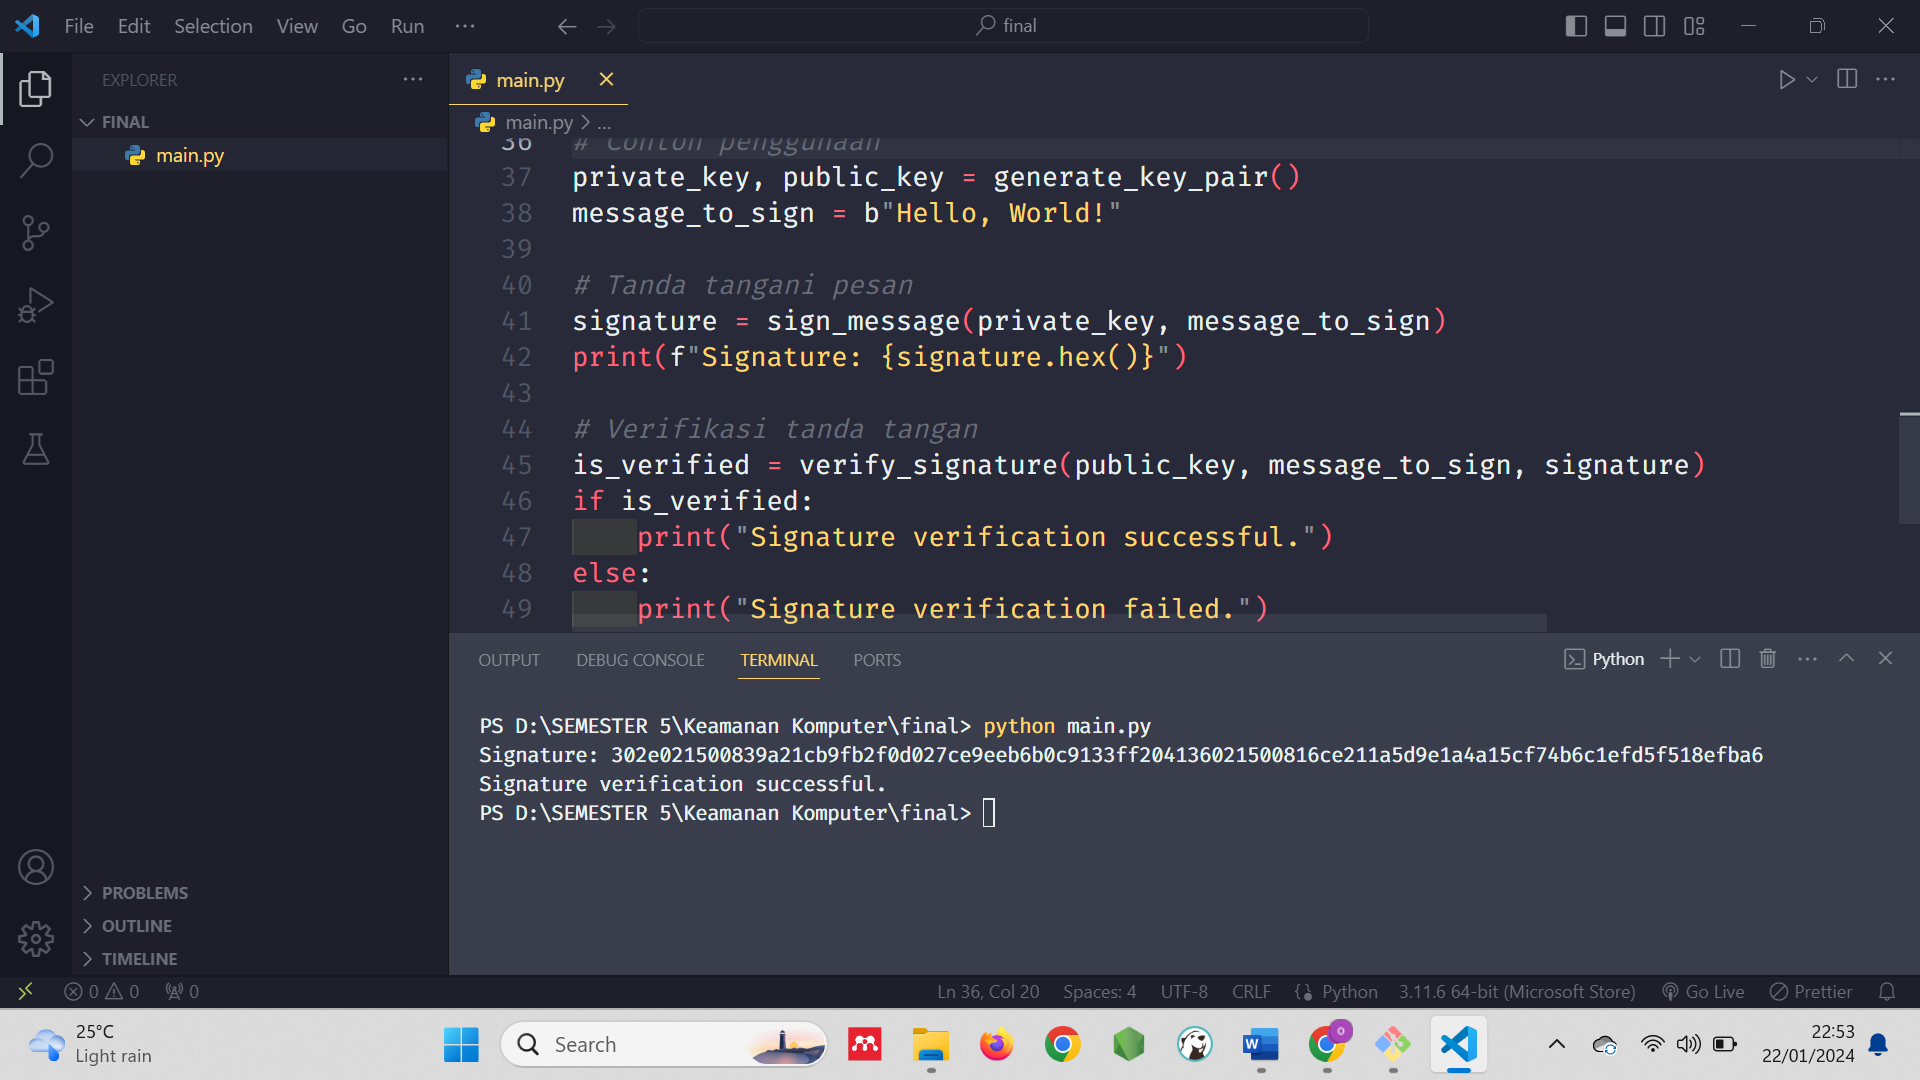 File Edit Selection View Go Run ···
final
EXPLORER
FINAL
main.py
PROBLEMS
OUTLINE
TIMELINE
main.py
main.py > ...
36 # Contoh penggunaan
37 private_key, public_key = generate_key_pair()
38 message_to_sign = b"Hello, World!"
39
40 # Tanda tangani pesan
41 signature = sign_message(private_key, message_to_sign)
42 print(f"Signature: {signature.hex()}")
43
44 # Verifikasi tanda tangan
45 is_verified = verify_signature(public_key, message_to_sign, signature)
46 if is_verified:
47 print("Signature verification successful.")
48 else:
49 print("Signature verification failed.")
OUTPUT DEBUG CONSOLE TERMINAL PORTS
Python
PS D:\SEMESTER 5\Keamanan Komputer\final> python main.py
Signature: 302e021500839a21cb9fb2f0d027ce9eeb6b0c9133ff204136021500816ce211a5d9e1a4a15cf74b6c1efd5f518efba6
Signature verification successful.
PS D:\SEMESTER 5\Keamanan Komputer\final>
0 0 0
Ln 36, Col 20 Spaces: 4 UTF-8 CRLF Python 3.11.6 64-bit (Microsoft Store) Go Live Prettier
25°C
Light rain
Search
22:53
22/01/2024